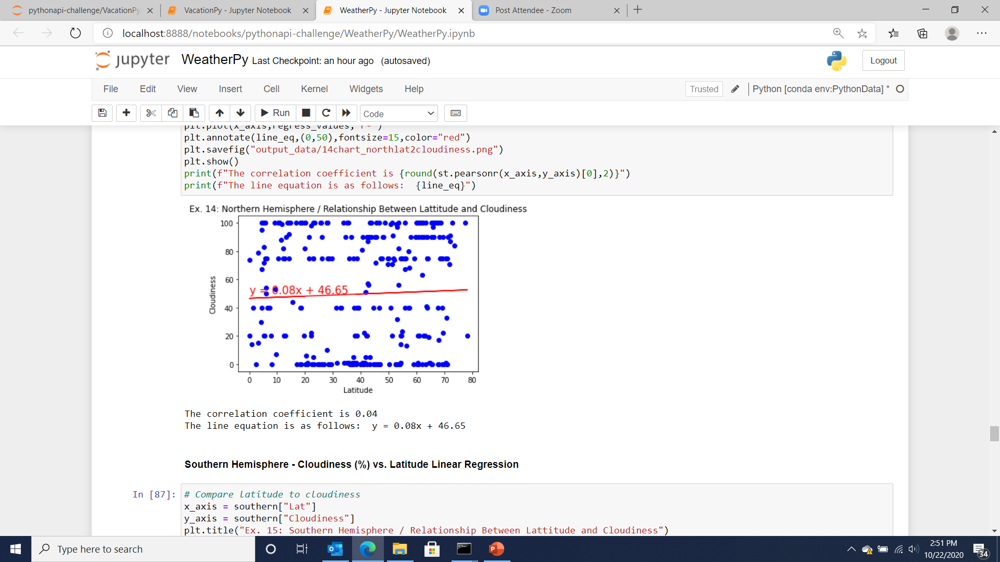 pythonapi-challenge/VacationPy
VacationPy - Jupyter Notebook
WeatherPy - Jupyter Notebook
Post Attendee - Zoom
localhost:8888/notebooks/pythonapi-challenge/WeatherPy/WeatherPy.ipynb
jupyter WeatherPy Last Checkpoint: an hour ago (autosaved)
Logout
File Edit View Insert Cell Kernel Widgets Help
Trusted Python [conda env:PythonData] *
Run Code
plt.plot(x_axis,regress_values,"r-")
plt.annotate(line_eq,(0,50),fontsize=15,color="red")
plt.savefig("output_data/14chart_northlat2cloudiness.png")
plt.show()
print(f"The correlation coefficient is {round(st.pearsonr(x_axis,y_axis)[0],2)}")
print(f"The line equation is as follows:  {line_eq}")
Ex. 14: Northern Hemisphere / Relationship Between Lattitude and Cloudiness
100
80
60
40
20
0
Cloudiness
y = 0.08x + 46.65
0 10 20 30 40 50 60 70 80
Latitude
The correlation coefficient is 0.04
The line equation is as follows:  y = 0.08x + 46.65
Southern Hemisphere - Cloudiness (%) vs. Latitude Linear Regression
In [87]:
# Compare latitude to cloudiness
x_axis = southern["Lat"]
y_axis = southern["Cloudiness"]
plt.title("Ex. 15: Southern Hemisphere / Relationship Between Lattitude and Cloudiness")
Type here to search
2:51 PM
10/22/2020
34